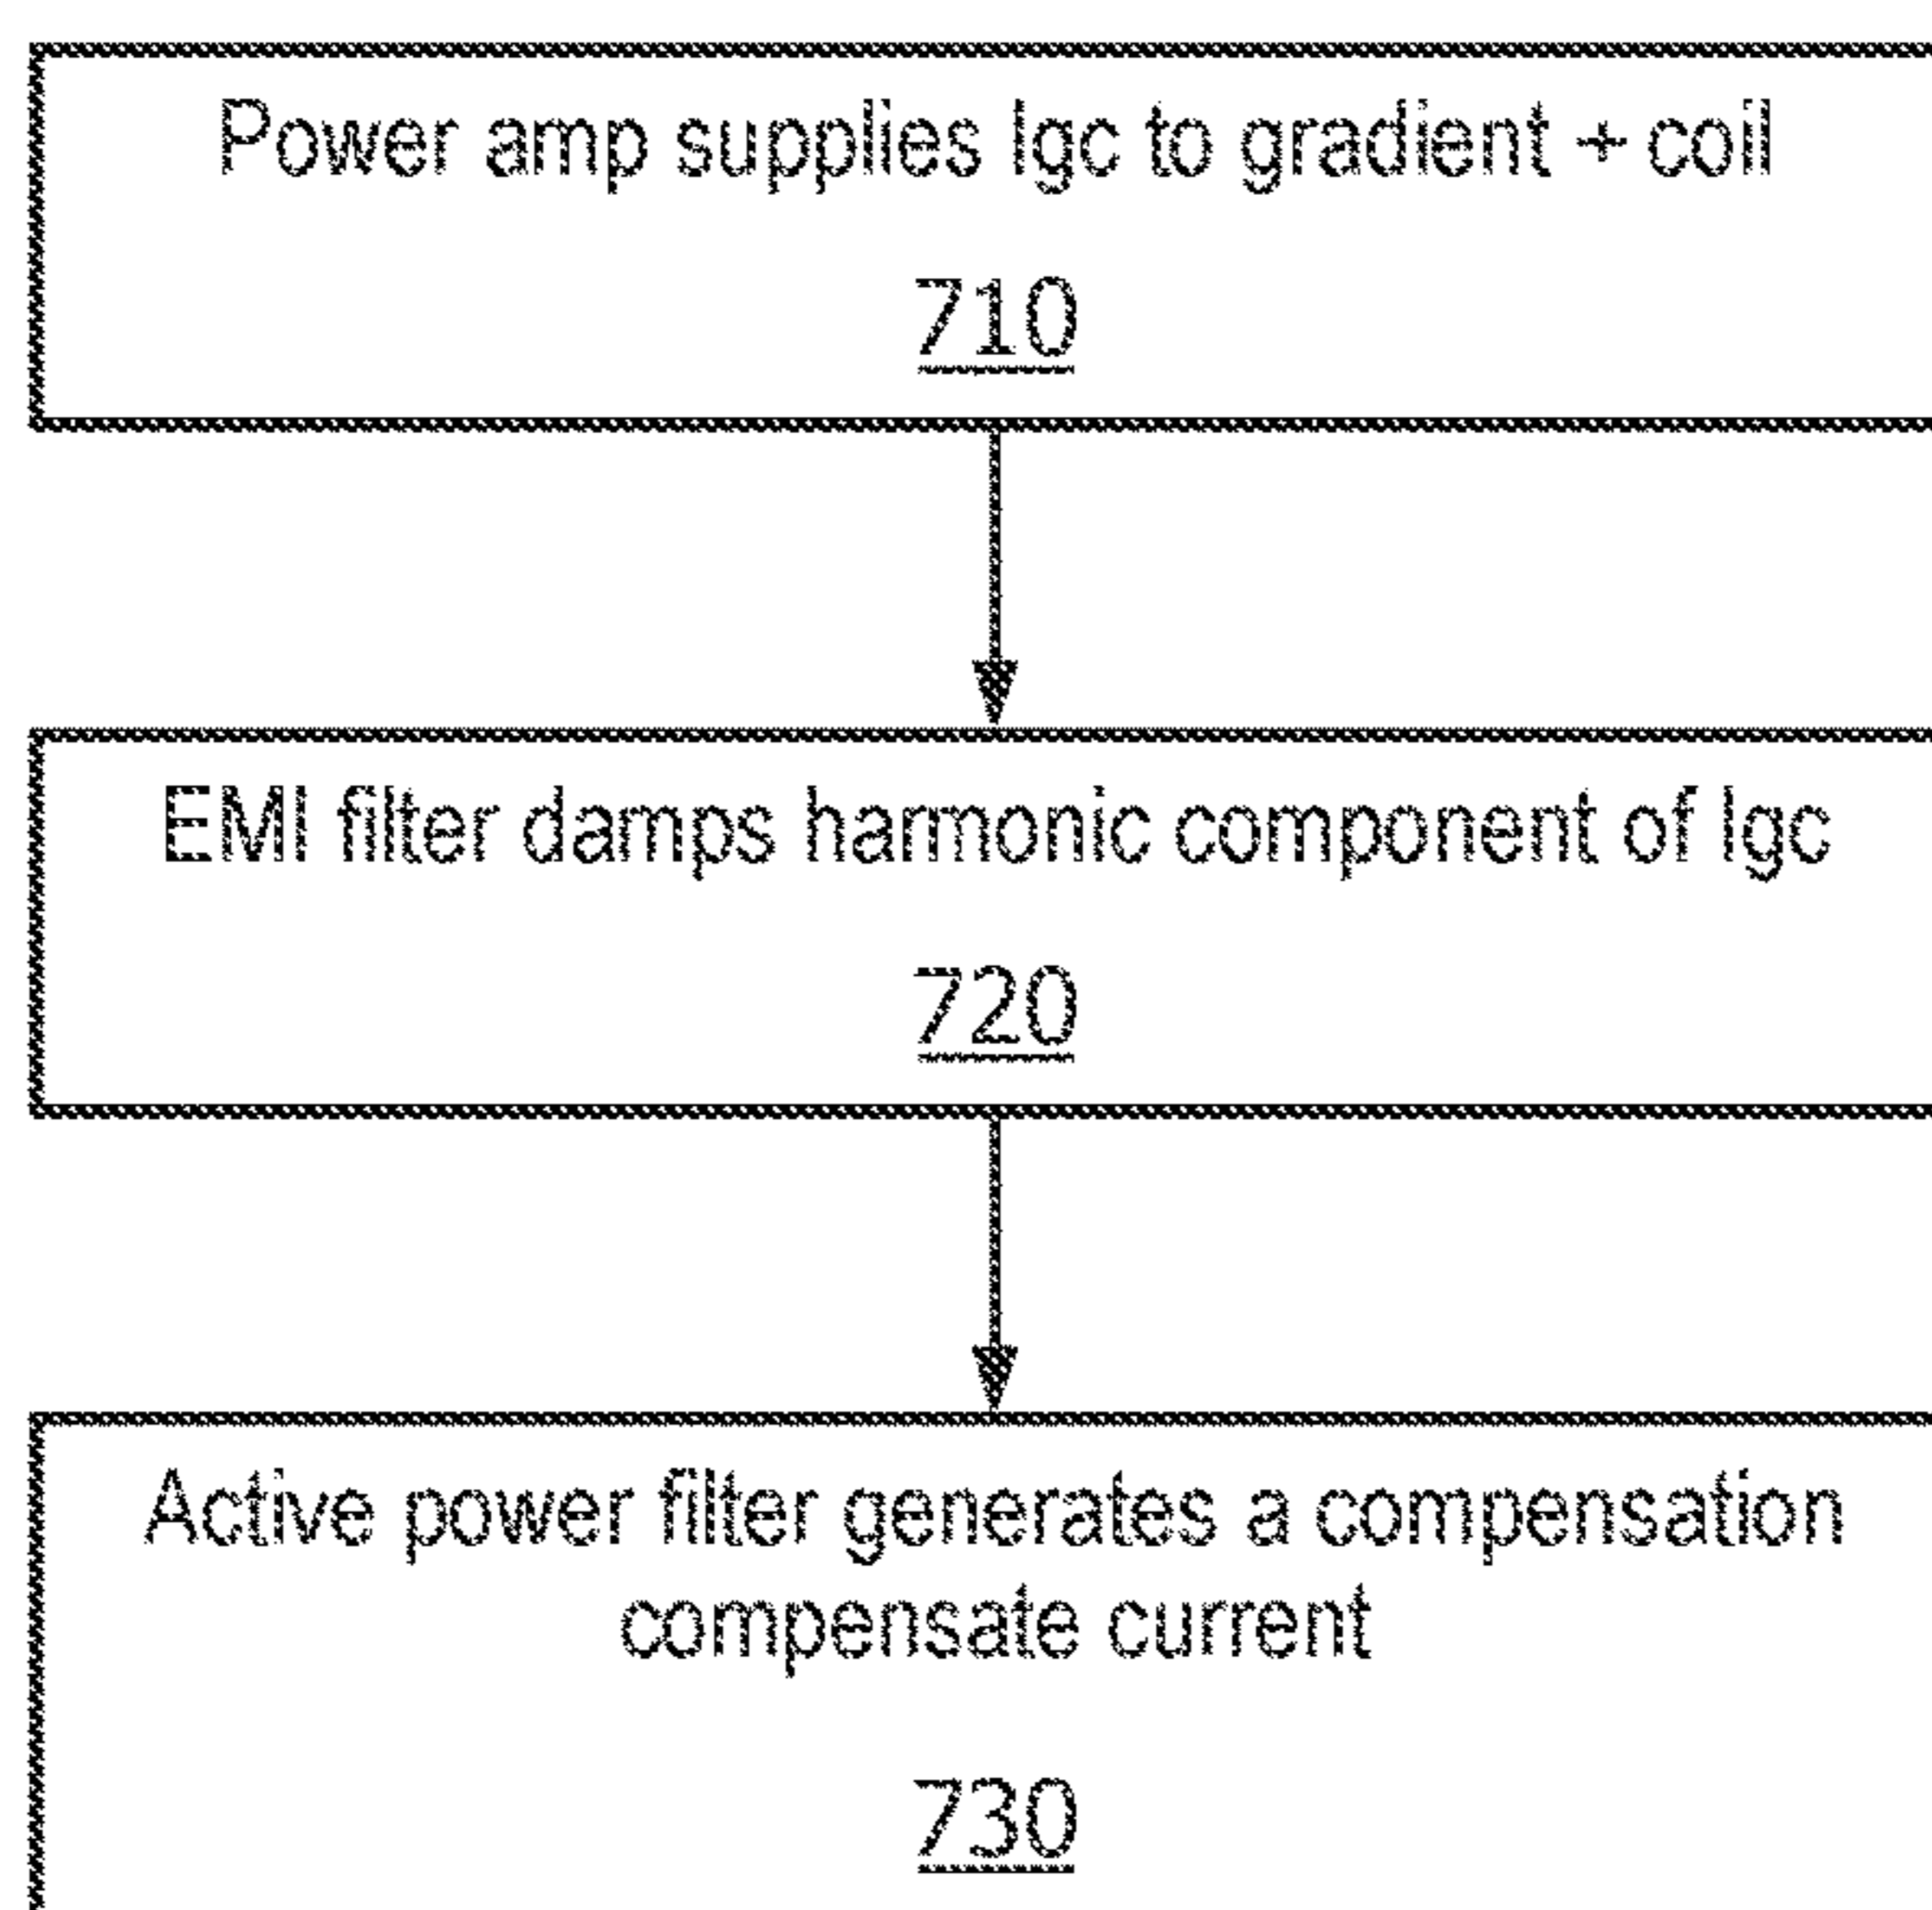 Power amp supplies Igc to gradient + coil
710
EMI filter damps harmonic component of Igc
720
Active power filter generates a compensation
compensate current
730